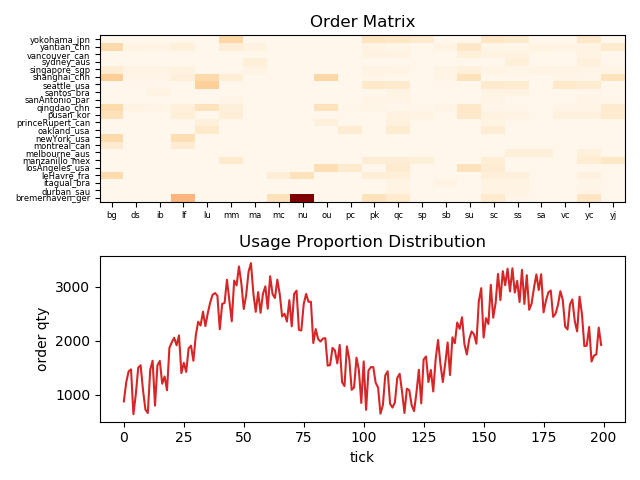 Order Matrix
yokohama_jpn
yantian_chn
vancouver_can
sydney_aus
singapore_sgp
shanghai_chn
seattle_usa
santos_bra
sanAntonio_par
qingdao_chn
pusan_kor
princeRupert_can
oakland_usa
newYork_usa
montreal_can
melbourne_aus
manzanillo_mex
losAngeles_usa
leHavre_fra
itagual_bra
durban_sau
bremerhaven_ger
bg ds ib lf lu mm ma mc nu ou pc pk qc sp sb su sc ss sa vc yc yj
Usage Proportion Distribution
order qty
3000
2000
1000
0 25 50 75 100 125 150 175 200
tick